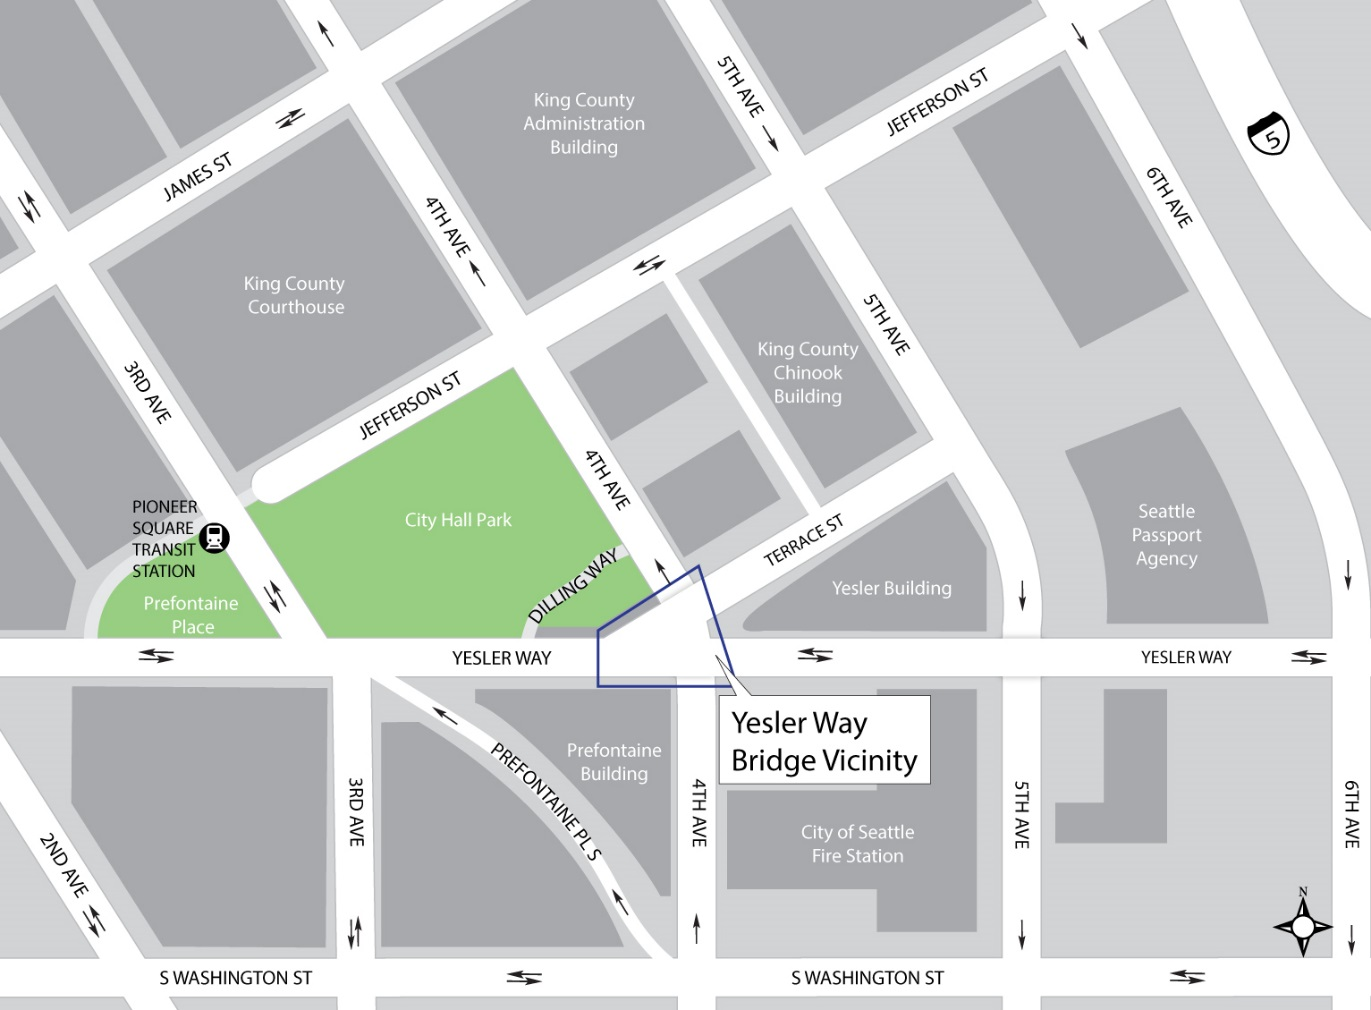 5TH AVE
JEFFERSON ST
King County
Administration
Building
5
JAMES ST
6TH AVE
4TH AVE
King County
Courthouse
5TH AVE
King County
Chinook
Building
3RD AVE
JEFFERSON ST
4TH AVE
PIONEER
SQUARE
TRANSIT
STATION
City Hall Park
Seattle
Passport
Agency
TERRACE ST
DILLING WAY
Yesler Building
Prefontaine
Place
YESLER WAY
YESLER WAY
Yesler Way
Bridge Vicinity
Prefontaine
Building
PREFONTAINE PL S
3RD AVE
4TH AVE
5TH AVE
6TH AVE
City of Seattle
Fire Station
2ND AVE
N
S WASHINGTON ST
S WASHINGTON ST